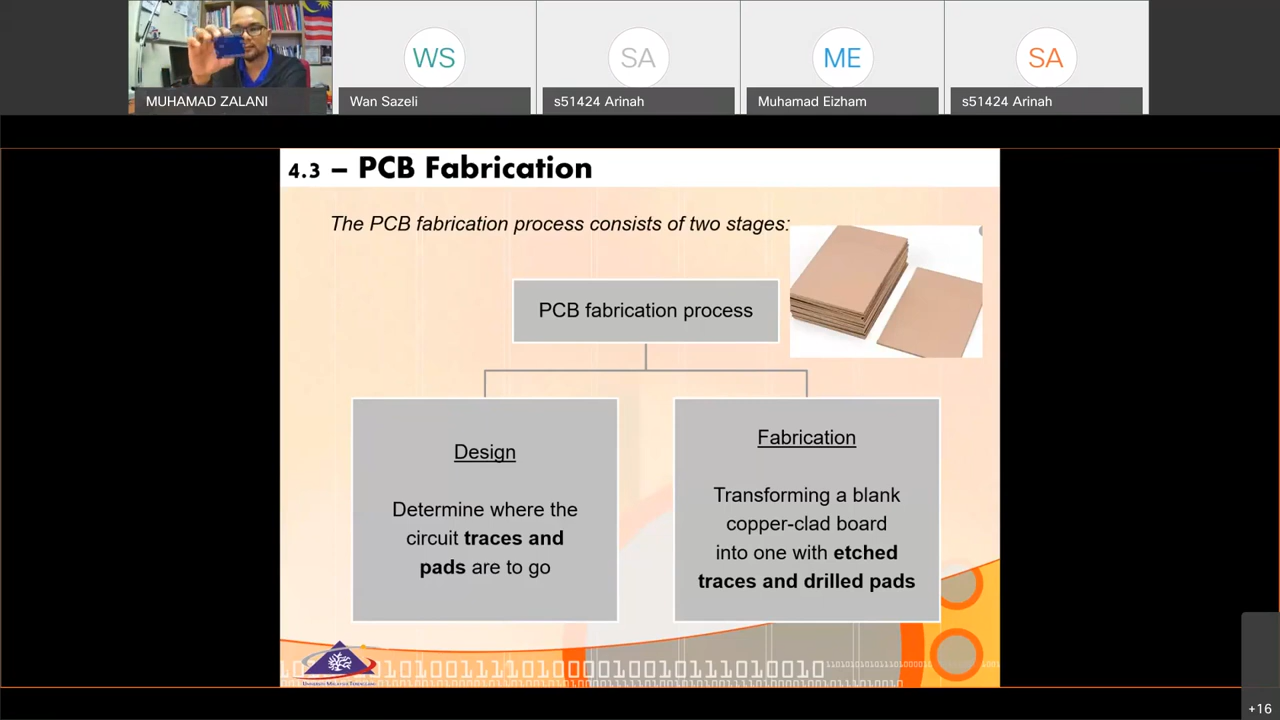 WS
SA
ME
SA
MUHAMAD ZALANI
Wan Sazeli
s51424 Arinah
Muhamad Eizham
s51424 Arinah
4.3 – PCB Fabrication
The PCB fabrication process consists of two stages:
PCB fabrication process
Design
Determine where the
circuit traces and
pads are to go
Fabrication
Transforming a blank
copper-clad board
into one with etched
traces and drilled pads
+16